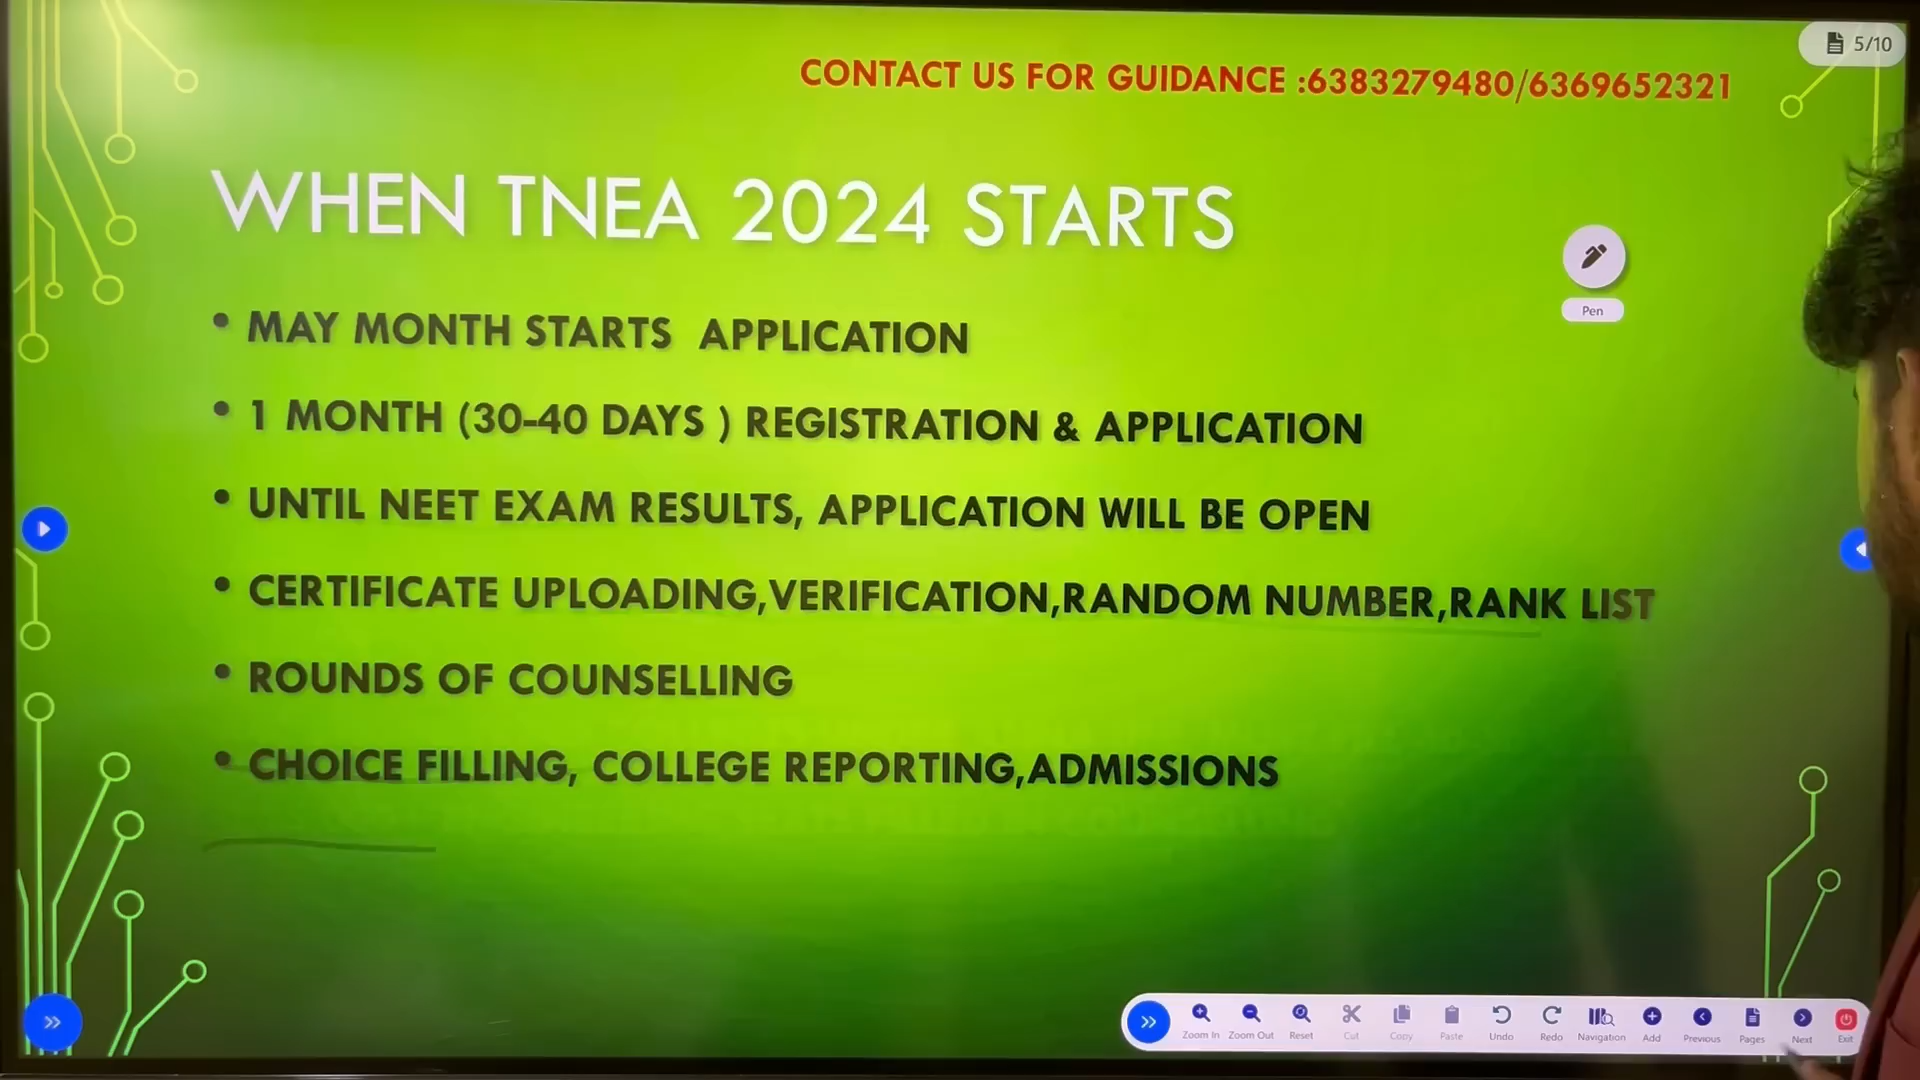 5/10
CONTACT US FOR GUIDANCE :6383279480/6369652321
WHEN TNEA 2024 STARTS
Pen
• MAY MONTH STARTS APPLICATION
• 1 MONTH (30-40 DAYS ) REGISTRATION & APPLICATION
• UNTIL NEET EXAM RESULTS, APPLICATION WILL BE OPEN
• CERTIFICATE UPLOADING,VERIFICATION,RANDOM NUMBER,RANK LIST
• ROUNDS OF COUNSELLING
• CHOICE FILLING, COLLEGE REPORTING,ADMISSIONS
Zoom In Zoom Out Reset Cut Copy Paste Undo Redo Navigation Add Previous Pages Next Exit